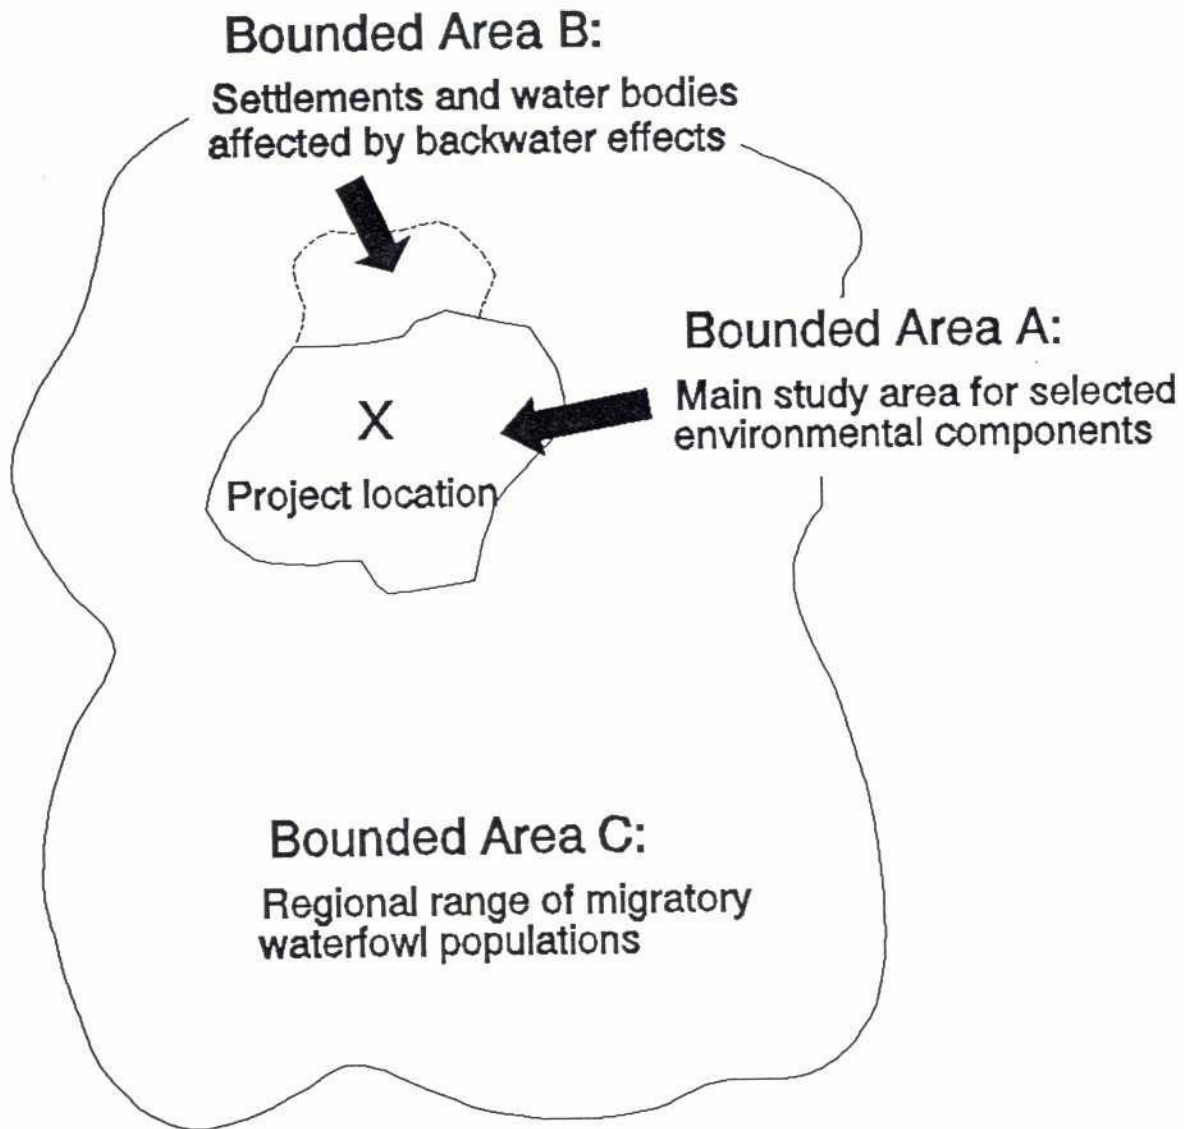 Bounded Area B:
Settlements and water bodies
affected by backwater effects
Bounded Area A:
Main study area for selected
environmental components
X
Project location
Bounded Area C:
Regional range of migratory
waterfowl populations